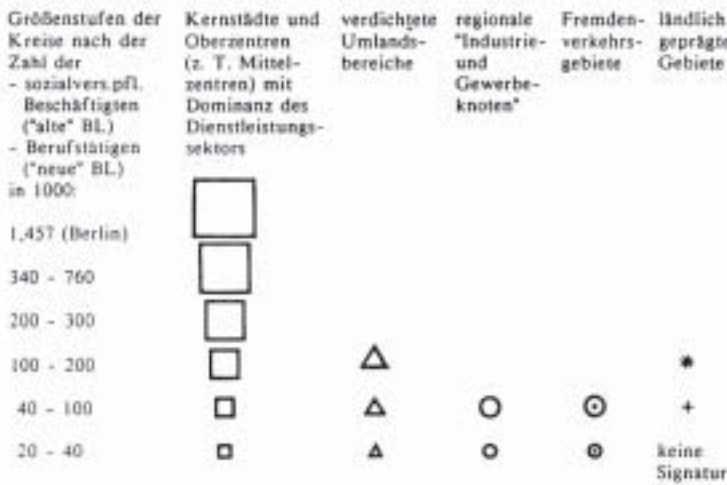 Größenstufen der
Kreise nach der
Zahl der
- sozialvers.pfl.
Beschäftigten
("alte" BL)
- Berufstätigen
("neue" BL)
in 1000:
Kernstädte und
Oberzentren
(z. T. Mittel-
zentren) mit
Dominanz des
Dienstleistungs-
sektors
verdichtete
Umlands-
bereiche
regionale
"Industrie-
und
Gewerbe-
knoten"
Fremden-
verkehrs-
gebiete
ländlich
geprägte
Gebiete
1,457 (Berlin)
340 - 760
200 - 300
100 - 200
40 - 100
20 - 40
keine
Signatur